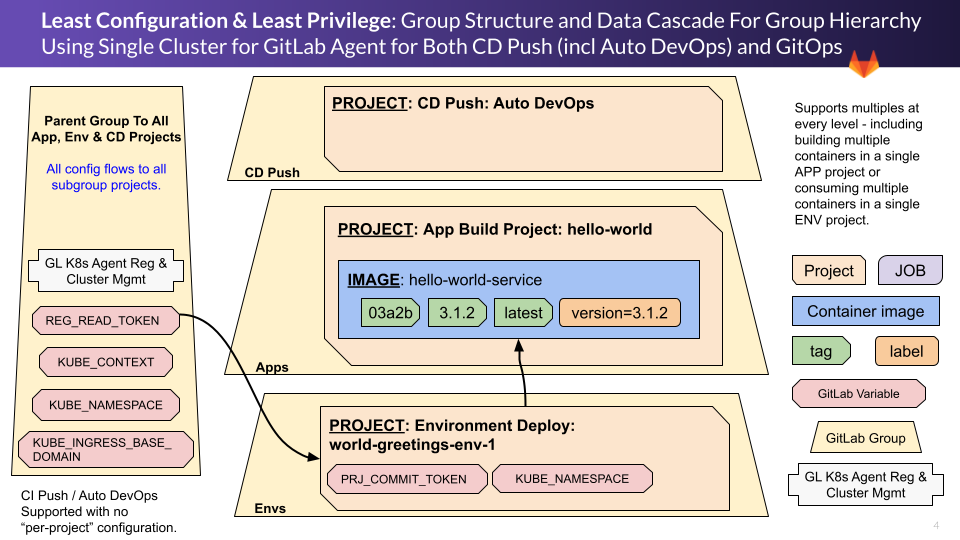 Least Configuration & Least Privilege: Group Structure and Data Cascade For Group Hierarchy
Using Single Cluster for GitLab Agent for Both CD Push (incl Auto DevOps) and GitOps
Parent Group To All
App, Env & CD Projects
All config flows to all
subgroup projects.
GL K8s Agent Reg &
Cluster Mgmt
REG_READ_TOKEN
KUBE_CONTEXT
KUBE_NAMESPACE
KUBE_INGRESS_BASE_
DOMAIN
CI Push / Auto DevOps
Supported with no
“per-project” configuration.
PROJECT: CD Push: Auto DevOps
CD Push
PROJECT: App Build Project: hello-world
IMAGE: hello-world-service
03a2b
3.1.2
latest
version=3.1.2
Apps
PROJECT: Environment Deploy:
world-greetings-env-1
PRJ_COMMIT_TOKEN
KUBE_NAMESPACE
Envs
Supports multiples at
every level - including
building multiple
containers in a single
APP project or
consuming multiple
containers in a single
ENV project.
Project
JOB
Container image
tag
label
GitLab Variable
GitLab Group
GL K8s Agent Reg &
Cluster Mgmt
4